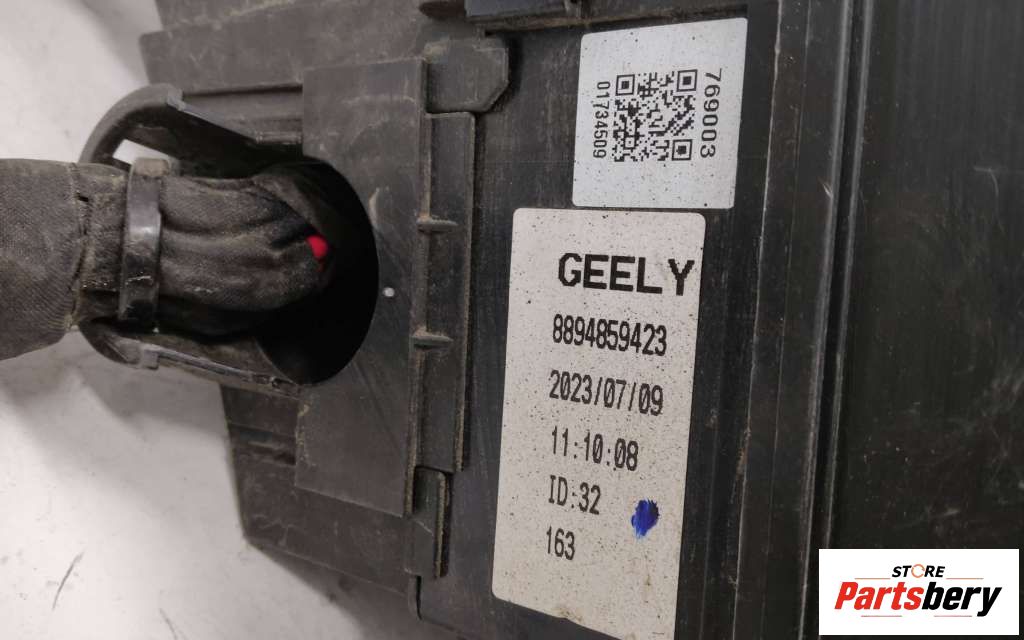 769003
01734509
GEELY
8894859423
2023/07/09
11:10:08
ID:32
163
STORE
Partsbery